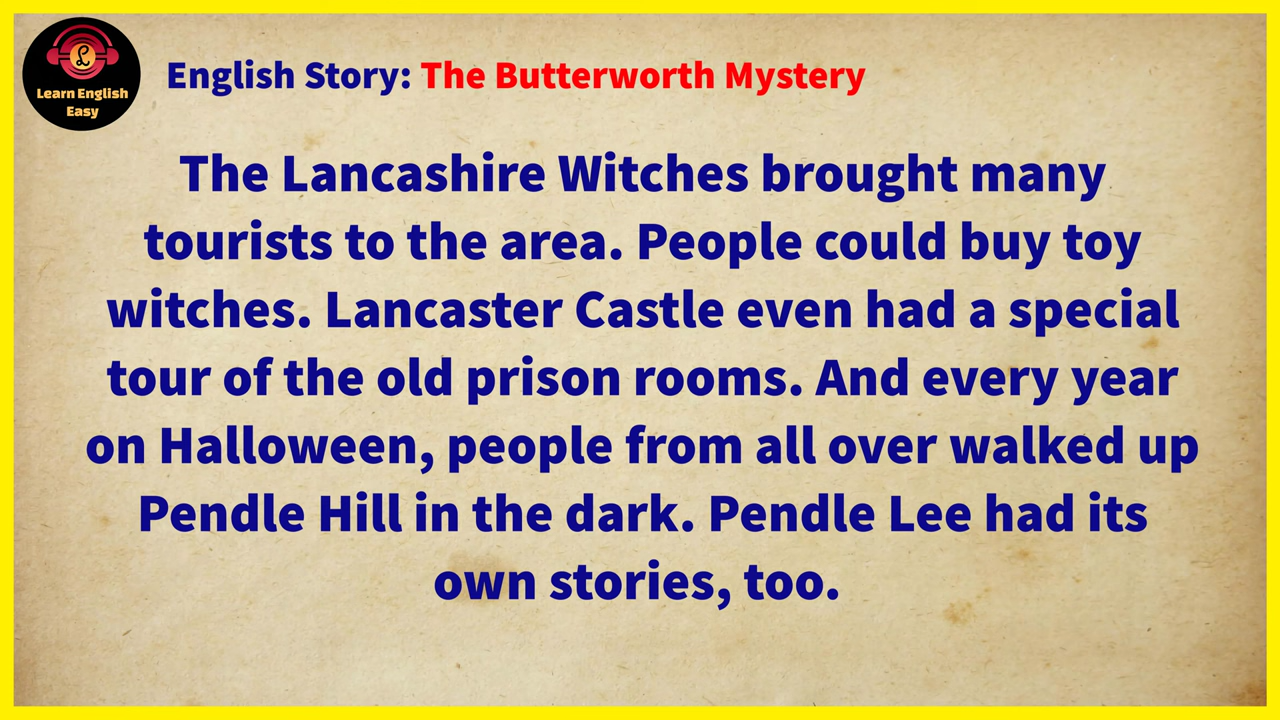 Learn English
Easy
English Story: The Butterworth Mystery
The Lancashire Witches brought many
tourists to the area. People could buy toy
witches. Lancaster Castle even had a special
tour of the old prison rooms. And every year
on Halloween, people from all over walked up
Pendle Hill in the dark. Pendle Lee had its
own stories, too.